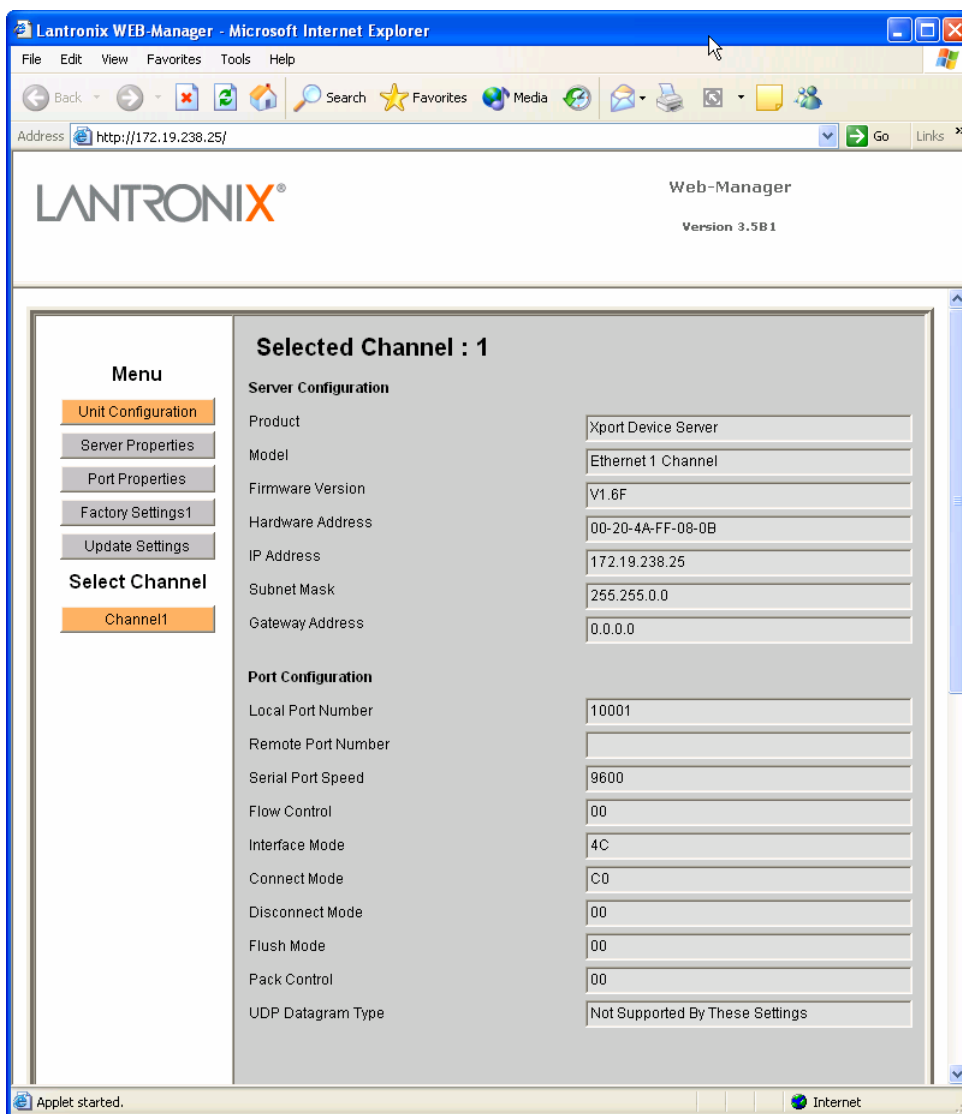 Lantronix WEB-Manager - Microsoft Internet Explorer
File Edit View Favorites Tools Help
Back Search Favorites Media
Address http://172.19.238.25/ Go Links »
LANTRONIX® Web-Manager
Version 3.5B1
Selected Channel : 1
Menu
Unit Configuration
Server Properties
Port Properties
Factory Settings1
Update Settings
Select Channel
Channel1
Server Configuration
Product Xport Device Server
Model Ethernet 1 Channel
Firmware Version V1.6F
Hardware Address 00-20-4A-FF-08-0B
IP Address 172.19.238.25
Subnet Mask 255.255.0.0
Gateway Address 0.0.0.0
Port Configuration
Local Port Number 10001
Remote Port Number
Serial Port Speed 9600
Flow Control 00
Interface Mode 4C
Connect Mode C0
Disconnect Mode 00
Flush Mode 00
Pack Control 00
UDP Datagram Type Not Supported By These Settings
Applet started. Internet